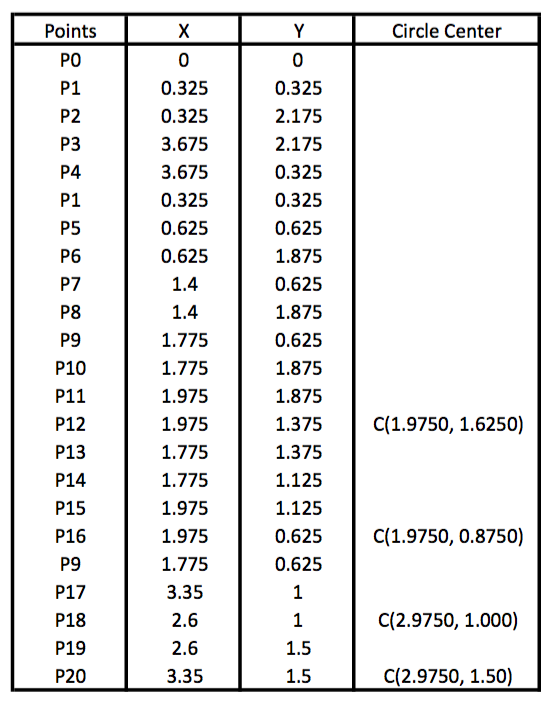 Points X Y Circle Center
P0 0 0
P1 0.325 0.325
P2 0.325 2.175
P3 3.675 2.175
P4 3.675 0.325
P1 0.325 0.325
P5 0.625 0.625
P6 0.625 1.875
P7 1.4 0.625
P8 1.4 1.875
P9 1.775 0.625
P10 1.775 1.875
P11 1.975 1.875
P12 1.975 1.375 C(1.9750, 1.6250)
P13 1.775 1.375
P14 1.775 1.125
P15 1.975 1.125
P16 1.975 0.625 C(1.9750, 0.8750)
P9 1.775 0.625
P17 3.35 1
P18 2.6 1 C(2.9750, 1.000)
P19 2.6 1.5
P20 3.35 1.5 C(2.9750, 1.50)